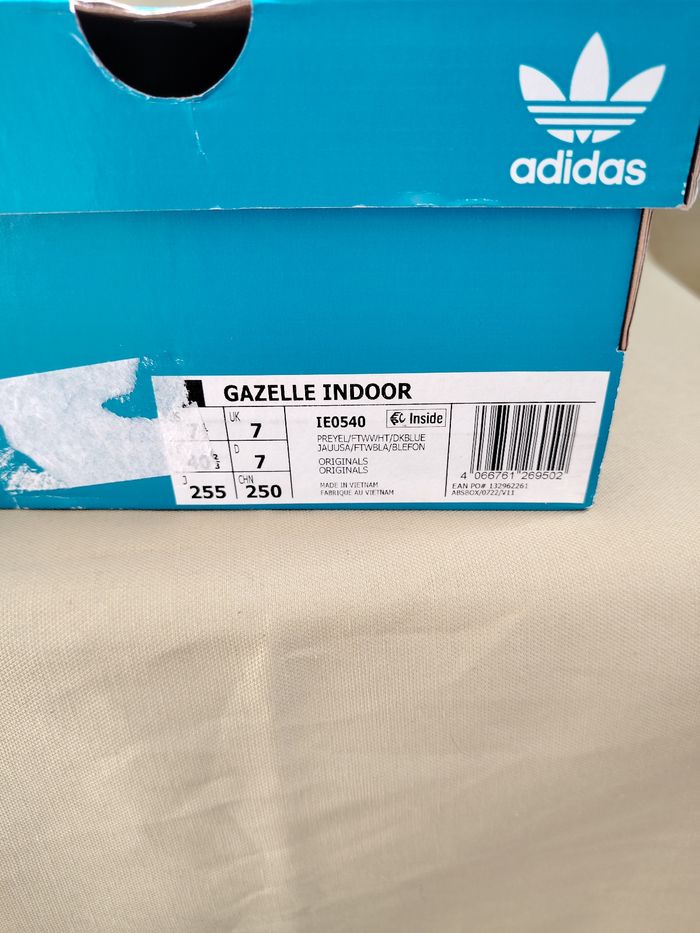 adidas
GAZELLE INDOOR
UK
7
D
7
J
255
CHN
250
IE0540
Inside
PREYEL/FTWWHT/DKBLUE
JAUUSA/FTWBLA/BLEFON
ORIGINALS
ORIGINALS
MADE IN VIETNAM
FABRIQUE AU VIETNAM
4 066761 269502
EAN PO# 132962261
ABSBOX/0722/V11